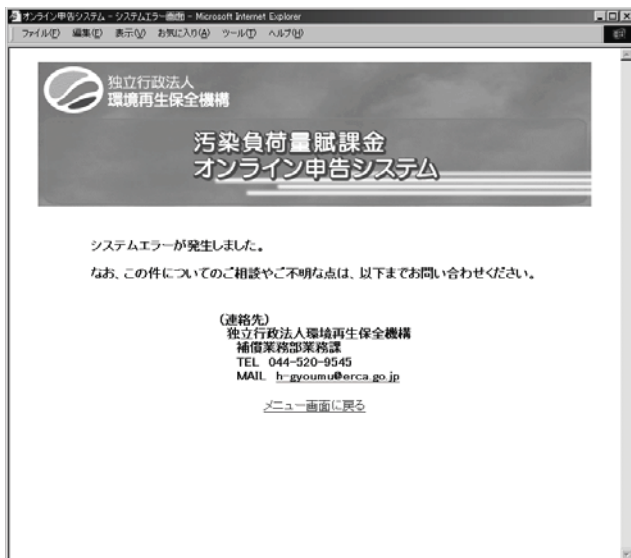 オンライン申告システム - システムエラー画面 - Microsoft Internet Explorer
ファイル(F) 編集(E) 表示(V) お気に入り(A) ツール(T) ヘルプ(H)
独立行政法人
環境再生保全機構
汚染負荷量賦課金
オンライン申告システム
システムエラーが発生しました。
なお、この件についてのご相談やご不明な点は、以下までお問い合わせください。
(連絡先)
独立行政法人環境再生保全機構
補償業務部業務課
TEL 044-520-9545
MAIL h-gyoumu@erca.go.jp
メニュー画面に戻る